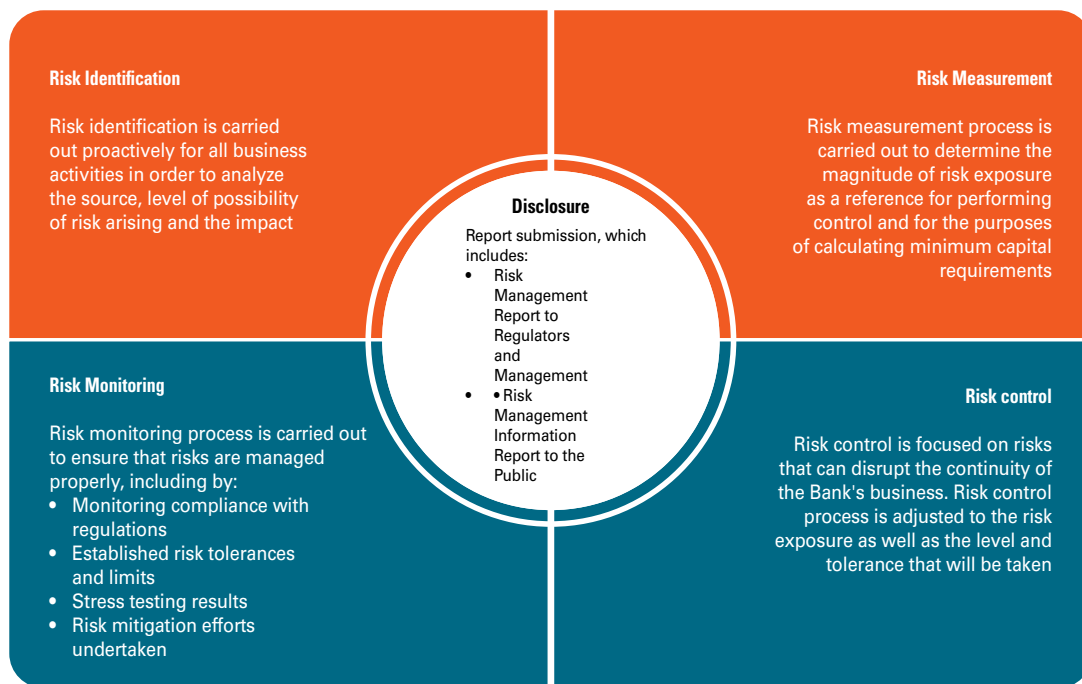 Risk Identification
Risk identification is carried
out proactively for all business
activities in order to analyze
the source, level of possibility
of risk arising and the impact
Risk Measurement
Risk measurement process is
carried out to determine the
magnitude of risk exposure
as a reference for performing
control and for the purposes
of calculating minimum capital
requirements
Disclosure
Report submission, which
includes:
• Risk
Management
Report to
Regulators
and
Management
• • Risk
Management
Information
Report to the
Public
Risk Monitoring
Risk monitoring process is carried out
to ensure that risks are managed
properly, including by:
• Monitoring compliance with
regulations
• Established risk tolerances
and limits
• Stress testing results
• Risk mitigation efforts
undertaken
Risk control
Risk control is focused on risks
that can disrupt the continuity of
the Bank's business. Risk control
process is adjusted to the risk
exposure as well as the level and
tolerance that will be taken